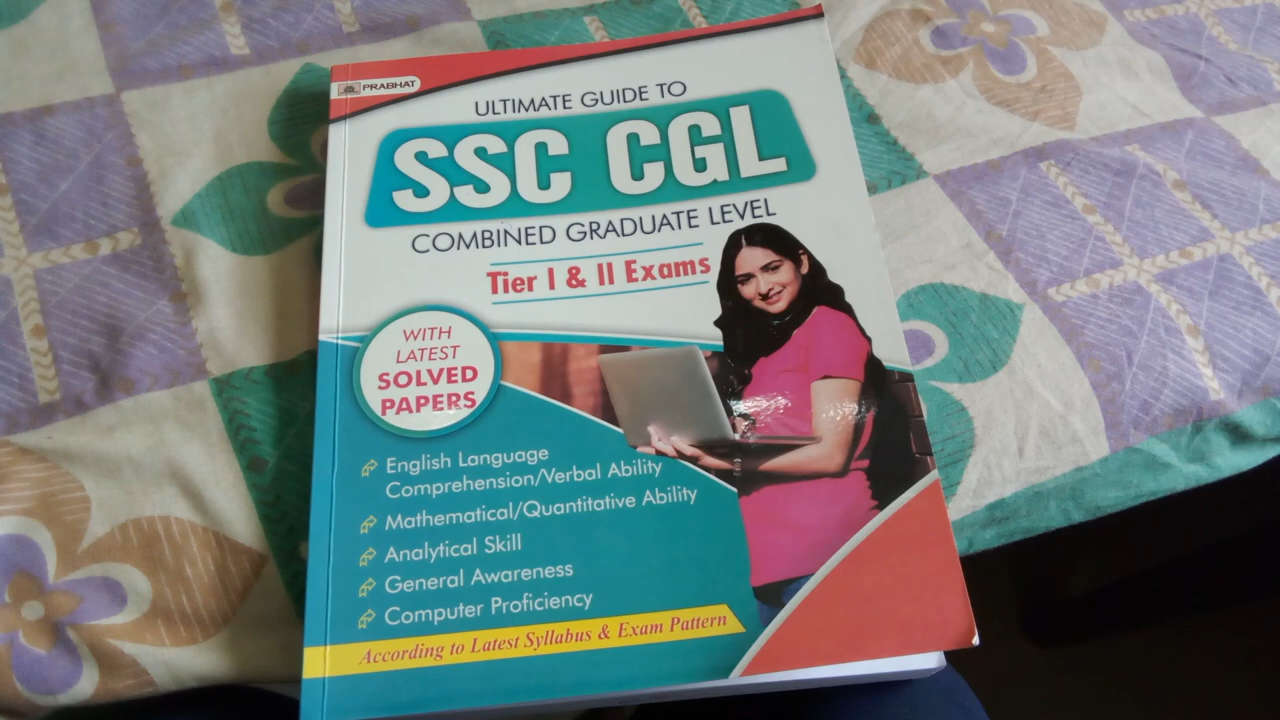 PRABHAT
ULTIMATE GUIDE TO
SSC CGL
COMBINED GRADUATE LEVEL
Tier I & II Exams
WITH
LATEST
SOLVED
PAPERS
English Language
Comprehension/Verbal Ability
Mathematical/Quantitative Ability
Analytical Skill
General Awareness
Computer Proficiency
According to Latest Syllabus & Exam Pattern